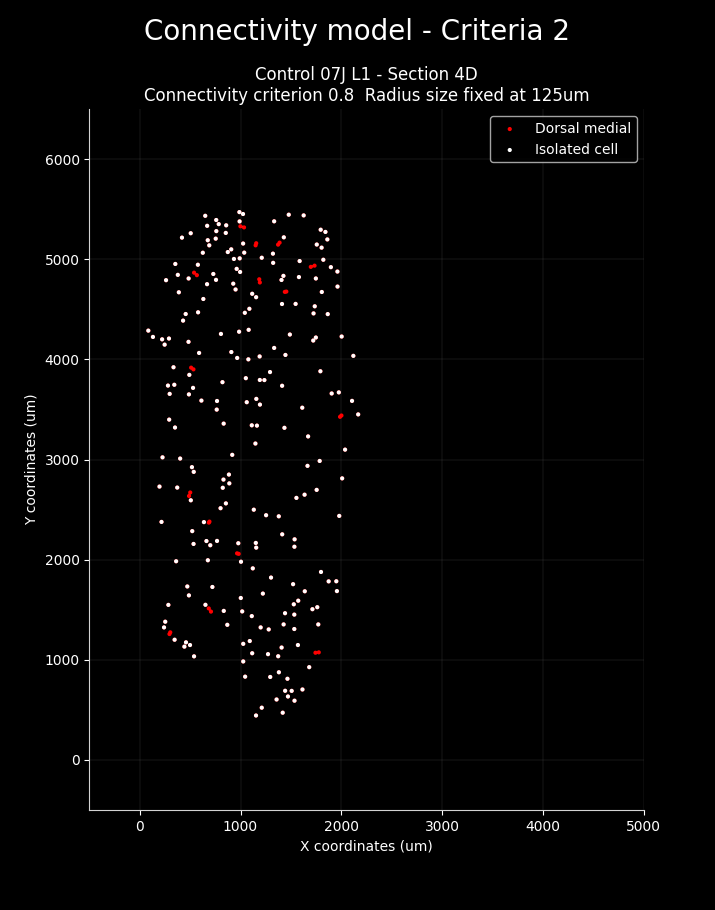 Connectivity model - Criteria 2
Control 07J L1 - Section 4D
Connectivity criterion 0.8  Radius size fixed at 125um
Dorsal medial
Isolated cell
6000
5000
4000
3000
2000
1000
0
Y coordinates (um)
0 1000 2000 3000 4000 5000
X coordinates (um)